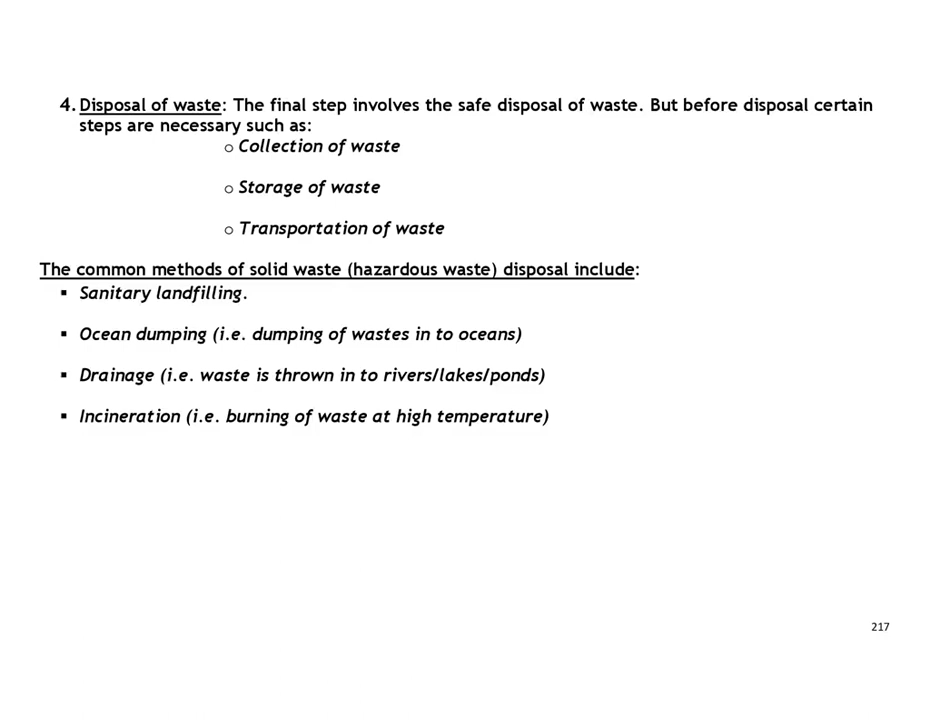 4. Disposal of waste: The final step involves the safe disposal of waste. But before disposal certain
steps are necessary such as:
o Collection of waste
o Storage of waste
o Transportation of waste
The common methods of solid waste (hazardous waste) disposal include:
▪ Sanitary landfilling.
▪ Ocean dumping (i.e. dumping of wastes in to oceans)
▪ Drainage (i.e. waste is thrown in to rivers/lakes/ponds)
▪ Incineration (i.e. burning of waste at high temperature)
217